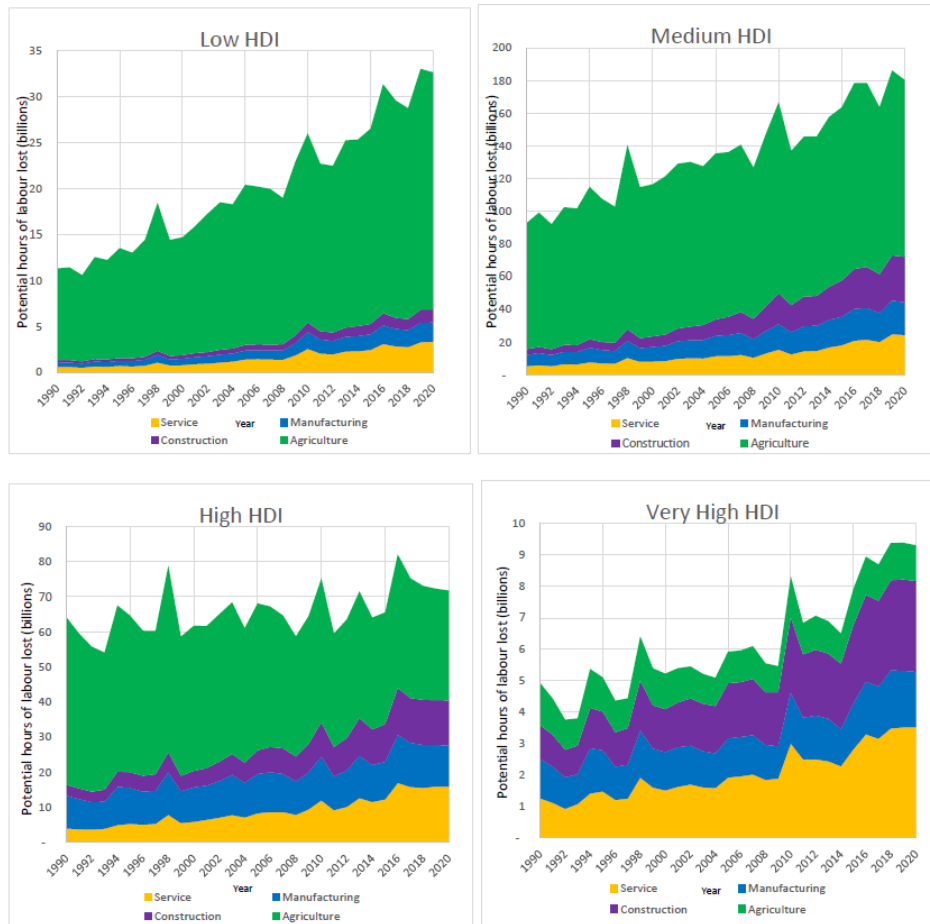 Low HDI
Potential hours of labour lost (billions)
35
30
25
20
15
10
5
0
1990 1992 1994 1996 1998 2000 2002 2004 2006 2008 2010 2012 2014 2016 2018 2020
Year
Service Manufacturing
Construction Agriculture
Medium HDI
Potential hours of labour lost (billions)
200
180
160
140
120
100
80
60
40
20
-
1990 1992 1994 1996 1998 2000 2002 2004 2006 2008 2010 2012 2014 2016 2018 2020
Year
Service Manufacturing
Construction Agriculture
High HDI
Potential hours of labour lost (billions)
90
80
70
60
50
40
30
20
10
-
1990 1992 1994 1996 1998 2000 2002 2004 2006 2008 2010 2012 2014 2016 2018 2020
Year
Service Manufacturing
Construction Agriculture
Very High HDI
Potential hours of labour lost (billions)
10
9
8
7
6
5
4
3
2
1
-
1990 1992 1994 1996 1998 2000 2002 2004 2006 2008 2010 2012 2014 2016 2018 2020
Year
Service Manufacturing
Construction Agriculture